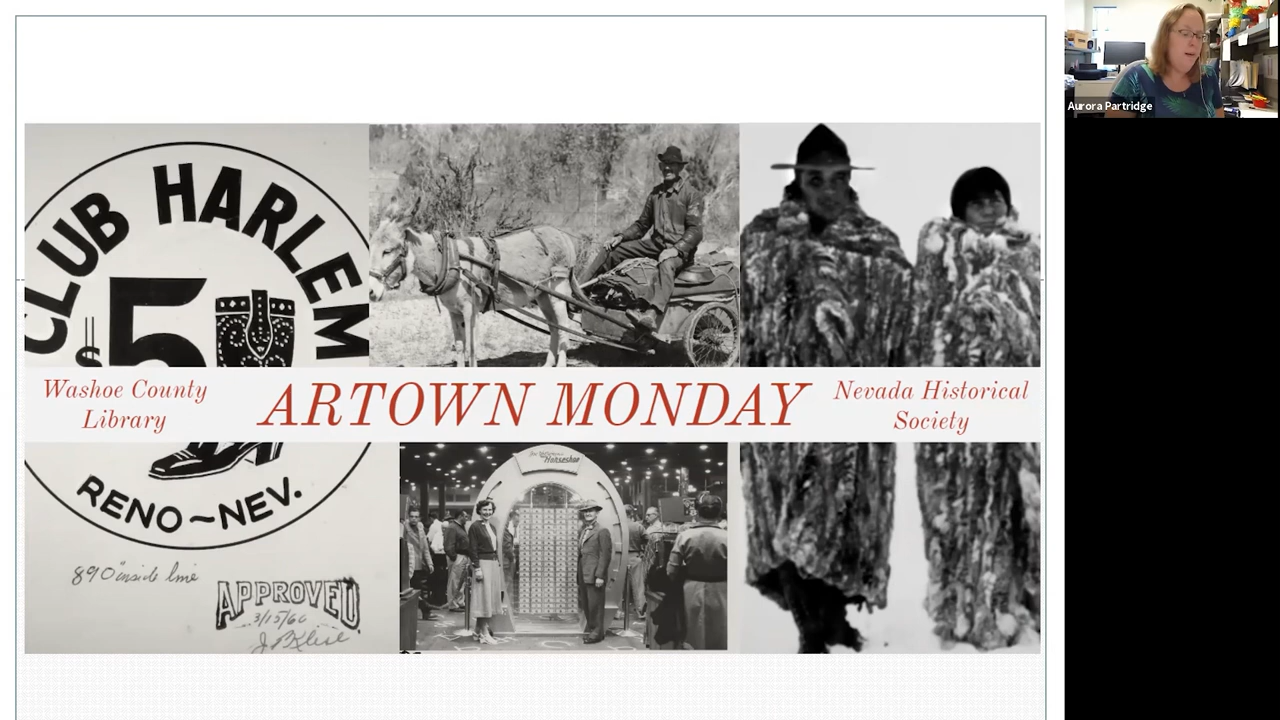 CLUB HARLEM
$5
RENO~NEV.
890 inside line
APPROVED
3/15/66
Washoe County
Library
ARTOWN MONDAY
Nevada Historical
Society
Horseshoe
Aurora Partridge